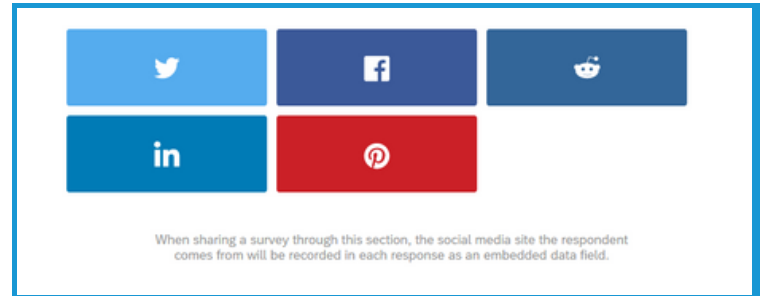 in
When sharing a survey through this section, the social media site the respondent
comes from will be recorded in each response as an embedded data field.